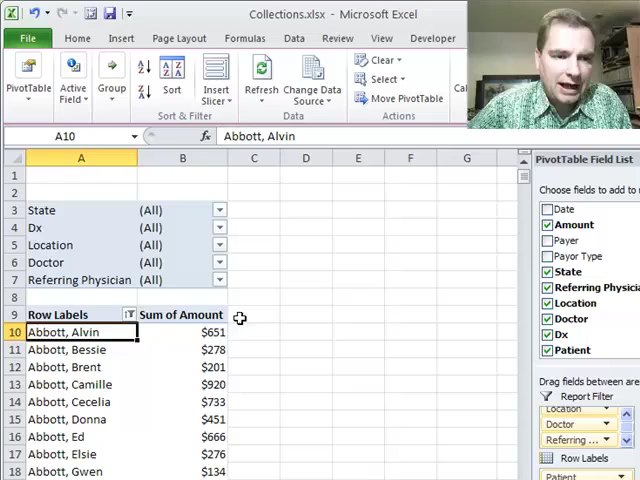 Collections.xlsx - Microsoft Excel
File Home Insert Page Layout Formulas Data Review View Developer
PivotTable Active Field Group Sort Insert Slicer Refresh Change Data Source Clear Select Move PivotTable
Sort & Filter Data Actions
A10 fx Abbott, Alvin
A B C D E F G
PivotTable Field List
Choose fields to add to
1
2
3 State (All)
4 Dx (All)
5 Location (All)
6 Doctor (All)
7 Referring Physician (All)
8
9 Row Labels Sum of Amount
10 Abbott, Alvin $651
11 Abbott, Bessie $278
12 Abbott, Brent $201
13 Abbott, Camille $920
14 Abbott, Cecelia $733
15 Abbott, Donna $451
16 Abbott, Ed $666
17 Abbott, Elsie $276
18 Abbott, Gwen $134
Date
Amount
Payer
Payor Type
State
Referring Physicia
Location
Doctor
Dx
Patient
Drag fields between area
Report Filter
Location
Doctor
Referring ...
Row Labels
Patient